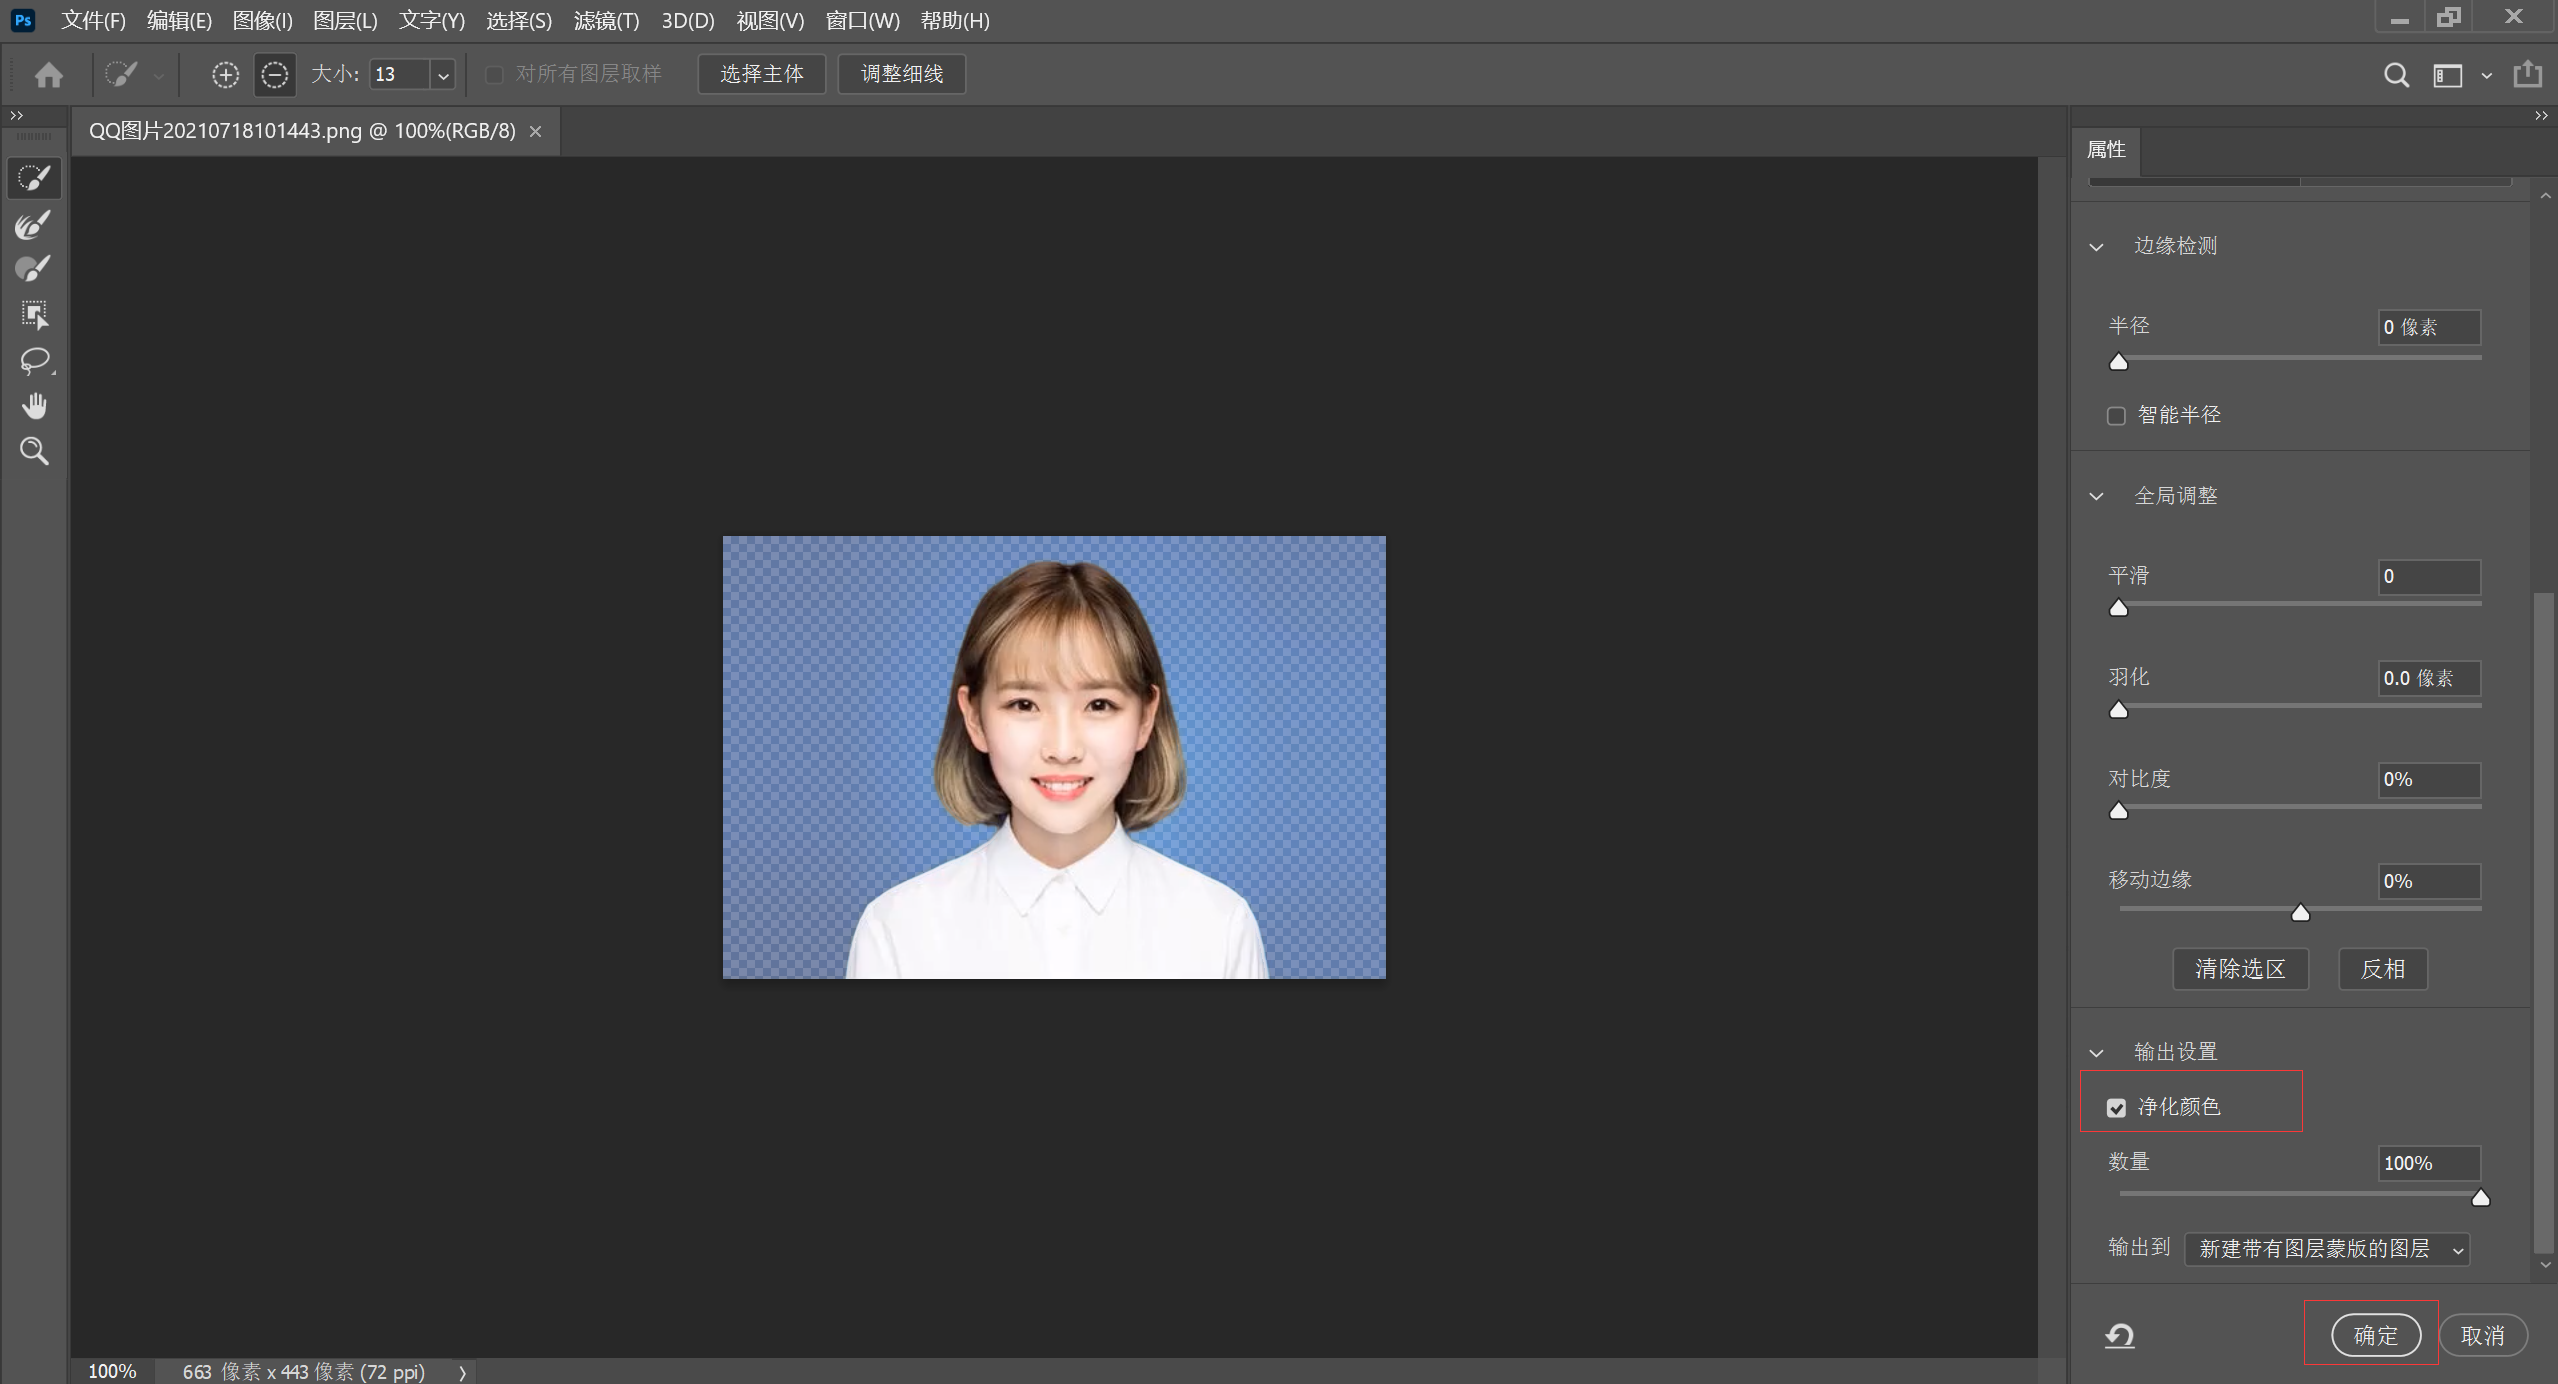 Ps 文件(F) 编辑(E) 图像(I) 图层(L) 文字(Y) 选择(S) 滤镜(T) 3D(D) 视图(V) 窗口(W) 帮助(H)
大小: 13 对所有图层取样 选择主体 调整细线
QQ图片20210718101443.png @ 100%(RGB/8)
属性
边缘检测
半径 0 像素
智能半径
全局调整
平滑 0
羽化 0.0 像素
对比度 0%
移动边缘 0%
清除选区 反相
输出设置
净化颜色
数量 100%
输出到 新建带有图层蒙版的图层
确定 取消
100% 663 像素 x 443 像素 (72 ppi)